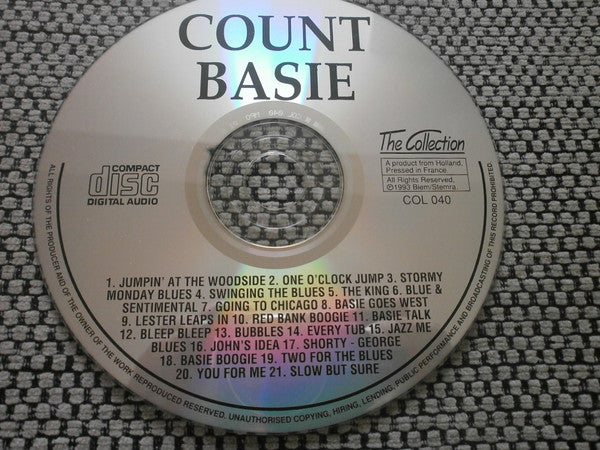 COUNT
BASIE
The Collection
A product from Holland.
Pressed in France.
All Rights Reserved.
℗1993 Biem/Stemra.
COL 040
COMPACT
disc
DIGITAL AUDIO
1. JUMPIN' AT THE WOODSIDE 2. ONE O'CLOCK JUMP 3. STORMY
MONDAY BLUES 4. SWINGING THE BLUES 5. THE KING 6. BLUE &
SENTIMENTAL 7. GOING TO CHICAGO 8. BASIE GOES WEST
9. LESTER LEAPS IN 10. RED BANK BOOGIE 11. BASIE TALK
12. BLEEP BLEEP 13. BUBBLES 14. EVERY TUB 15. JAZZ ME
BLUES 16. JOHN'S IDEA 17. SHORTY - GEORGE
18. BASIE BOOGIE 19. TWO FOR THE BLUES
20. YOU FOR ME 21. SLOW BUT SURE
ALL RIGHTS OF THE PRODUCER AND OF THE OWNER OF THE WORK REPRODUCED RESERVED. UNAUTHORISED COPYING, HIRING, LENDING, PUBLIC PERFORMANCE AND BROADCASTING OF THIS RECORD PROHIBITED.